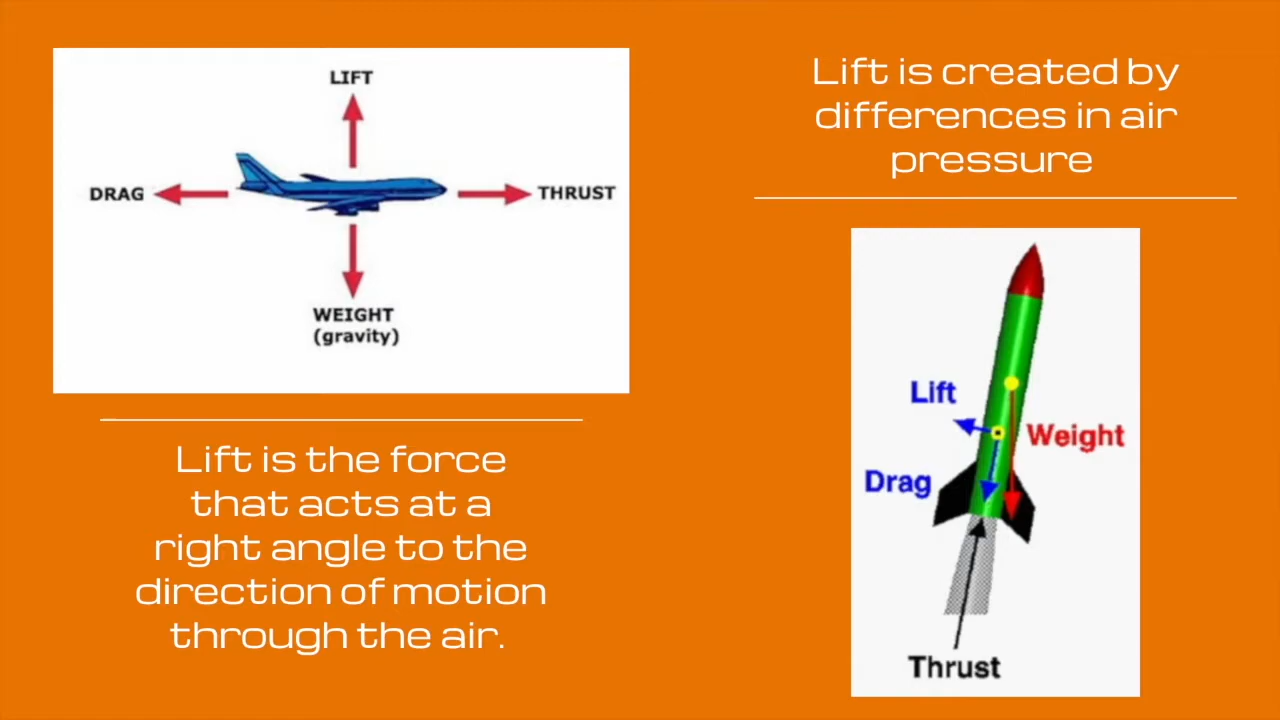 LIFT
DRAG
THRUST
WEIGHT
(gravity)
Lift is the force
that acts at a
right angle to the
direction of motion
through the air.
Lift is created by
differences in air
pressure
Lift
Weight
Drag
Thrust